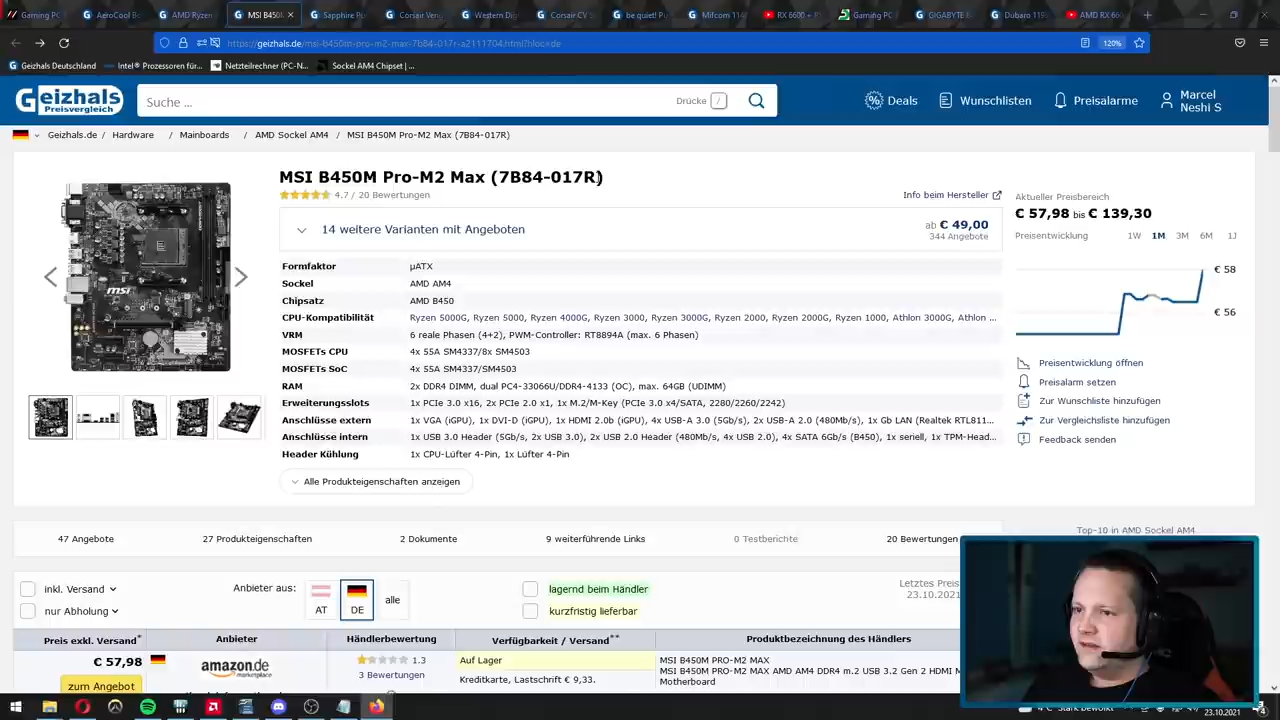 Gaming PC
AeroCool B
AMD Ryzen
MSI B450
Sapphire
Corsair Ven
Western Dig
Corsair CV
be quiet!
Mifcom
RX 6600 +
Gaming PC
GIGABYTE B
Dubaro
AMD RX 66
https://geizhals.de/msi-b450m-pro-m2-max-7b84-017r-a2111704.html?hloc=de
120%
Geizhals Deutschland
Intel® Prozessoren für...
Netzteilrechner (PC-N...
Sockel AM4 Chipset |...
Geizhals
Preisvergleich
Suche ...
Drücke /
Deals
Wunschlisten
Preisalarme
Marcel
Neshi S
Geizhals.de / Hardware / Mainboards / AMD Sockel AM4 / MSI B450M Pro-M2 Max (7B84-017R)
MSI B450M Pro-M2 Max (7B84-017R)
4.7 / 20 Bewertungen
Info beim Hersteller
14 weitere Varianten mit Angeboten
ab € 49,00
344 Angebote
Formfaktor µATX
Sockel AMD AM4
Chipsatz AMD B450
CPU-Kompatibilität Ryzen 5000G, Ryzen 5000, Ryzen 4000G, Ryzen 3000, Ryzen 3000G, Ryzen 2000, Ryzen 2000G, Ryzen 1000, Athlon 3000G, Athlon ...
VRM 6 reale Phasen (4+2), PWM-Controller: RT8894A (max. 6 Phasen)
MOSFETs CPU 4x 55A SM4337/8x SM4503
MOSFETs SoC 4x 55A SM4337/SM4503
RAM 2x DDR4 DIMM, dual PC4-33066U/DDR4-4133 (OC), max. 64GB (UDIMM)
Erweiterungsslots 1x PCIe 3.0 x16, 2x PCIe 2.0 x1, 1x M.2/M-Key (PCIe 3.0 x4/SATA, 2280/2260/2242)
Anschlüsse extern 1x VGA (iGPU), 1x DVI-D (iGPU), 1x HDMI 2.0b (iGPU), 4x USB-A 3.0 (5Gb/s), 2x USB-A 2.0 (480Mb/s), 1x Gb LAN (Realtek RTL811...
Anschlüsse intern 1x USB 3.0 Header (5Gb/s, 2x USB 3.0), 2x USB 2.0 Header (480Mb/s, 4x USB 2.0), 4x SATA 6Gb/s (B450), 1x seriell, 1x TPM-Head...
Header Kühlung 1x CPU-Lüfter 4-Pin, 1x Lüfter 4-Pin
Alle Produkteigenschaften anzeigen
msi
Aktueller Preisbereich
€ 57,98 bis € 139,30
Preisentwicklung 1W 1M 3M 6M 1J
€ 58
€ 56
Preisentwicklung öffnen
Preisalarm setzen
Zur Wunschliste hinzufügen
Zur Vergleichsliste hinzufügen
Feedback senden
Top-10 in AMD Sockel AM4
47 Angebote
27 Produkteigenschaften
2 Dokumente
9 weiterführende Links
0 Testberichte
20 Bewertungen
inkl. Versand
nur Abholung
Anbieter aus:
AT
DE
alle
lagernd beim Händler
kurzfristig lieferbar
Letztes Preis
23.10.2021
Preis exkl. Versand*
Anbieter
Händlerbewertung
Verfügbarkeit / Versand**
Produktbezeichnung des Händlers
€ 57,98
zum Angebot
amazon.de
marketplace
1.3
3 Bewertungen
Auf Lager
Kreditkarte, Lastschrift € 9,33.
MSI B450M PRO-M2 MAX
MSI B450M PRO-M2 MAX AMD AM4 DDR4 m.2 USB 3.2 Gen 2 HDMI M
Motherboard
4°C Stark bewölkt
23.10.2021